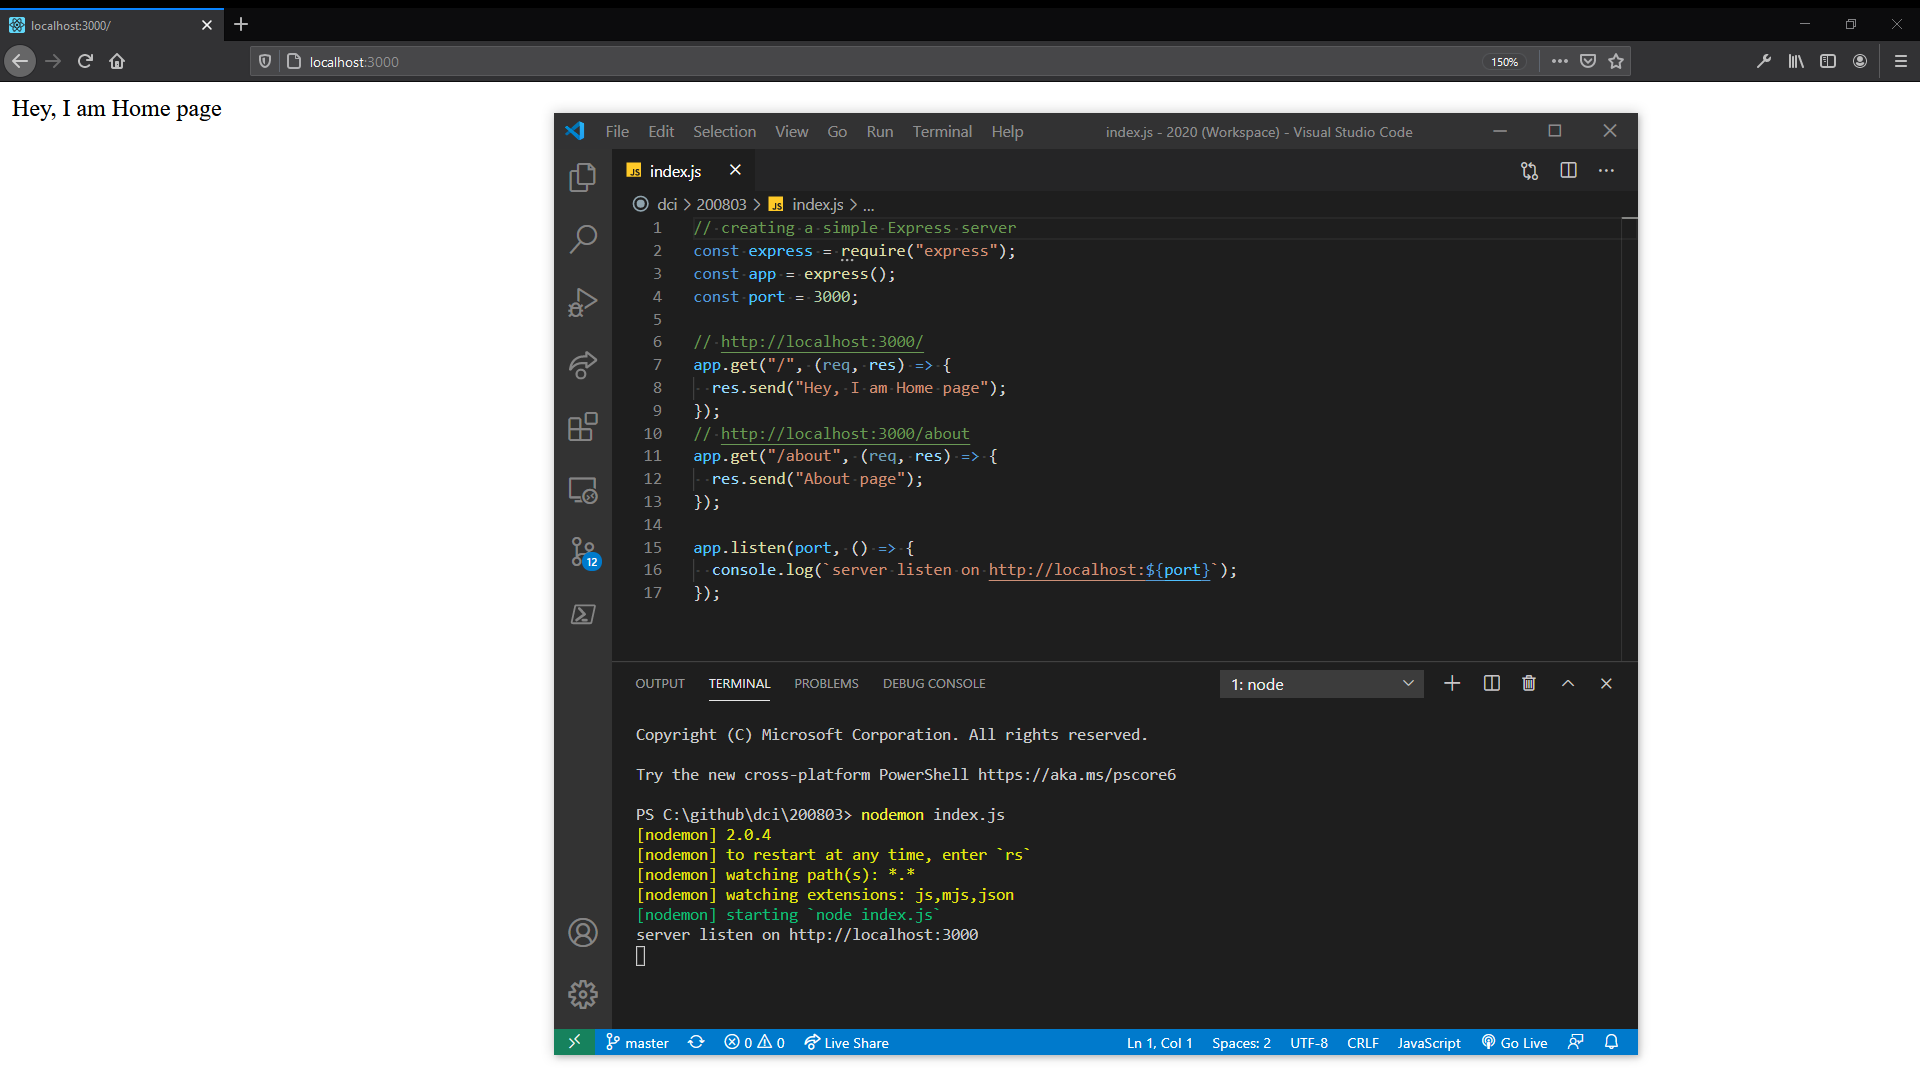 localhost:3000/
localhost:3000
150%
Hey, I am Home page
File Edit Selection View Go Run Terminal Help
index.js - 2020 (Workspace) - Visual Studio Code
JS index.js
dci > 200803 > JS index.js > ...
1 // creating a simple Express server
2 const express = require("express");
3 const app = express();
4 const port = 3000;
5
6 // http://localhost:3000/
7 app.get("/", (req, res) => {
8   res.send("Hey, I am Home page");
9 });
10 // http://localhost:3000/about
11 app.get("/about", (req, res) => {
12   res.send("About page");
13 });
14
15 app.listen(port, () => {
16   console.log(`server listen on http://localhost:${port}`);
17 });
12
OUTPUT TERMINAL PROBLEMS DEBUG CONSOLE
1: node
Copyright (C) Microsoft Corporation. All rights reserved.
Try the new cross-platform PowerShell https://aka.ms/pscore6
PS C:\github\dci\200803> nodemon index.js
[nodemon] 2.0.4
[nodemon] to restart at any time, enter `rs`
[nodemon] watching path(s): *.*
[nodemon] watching extensions: js,mjs,json
[nodemon] starting `node index.js`
server listen on http://localhost:3000
master 0 0 Live Share
Ln 1, Col 1 Spaces: 2 UTF-8 CRLF JavaScript Go Live